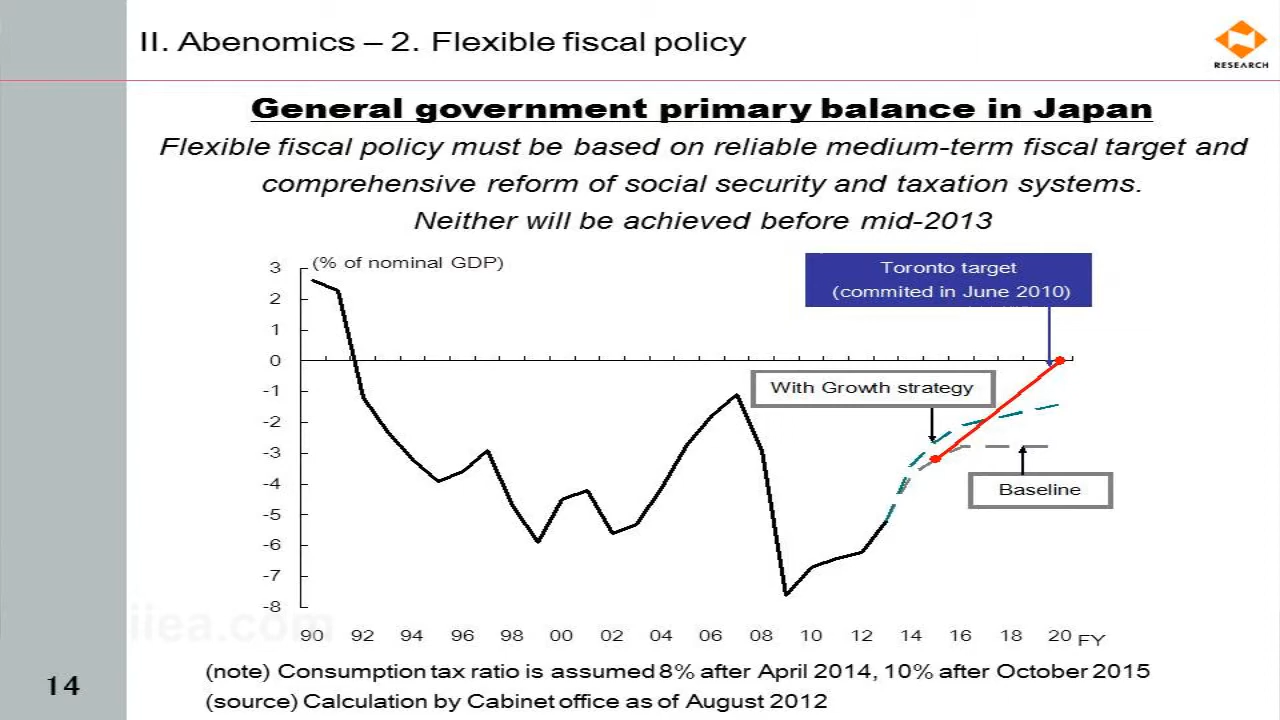 II. Abenomics – 2. Flexible fiscal policy
RESEARCH
General government primary balance in Japan
Flexible fiscal policy must be based on reliable medium-term fiscal target and
comprehensive reform of social security and taxation systems.
Neither will be achieved before mid-2013
(% of nominal GDP)
Toronto target
(commited in June 2010)
3
2
1
0
-1
-2
-3
-4
-5
-6
-7
-8
With Growth strategy
Baseline
90 92 94 96 98 00 02 04 06 08 10 12 14 16 18 20 FY
iiea.com
(note) Consumption tax ratio is assumed 8% after April 2014, 10% after October 2015
(source) Calculation by Cabinet office as of August 2012
14